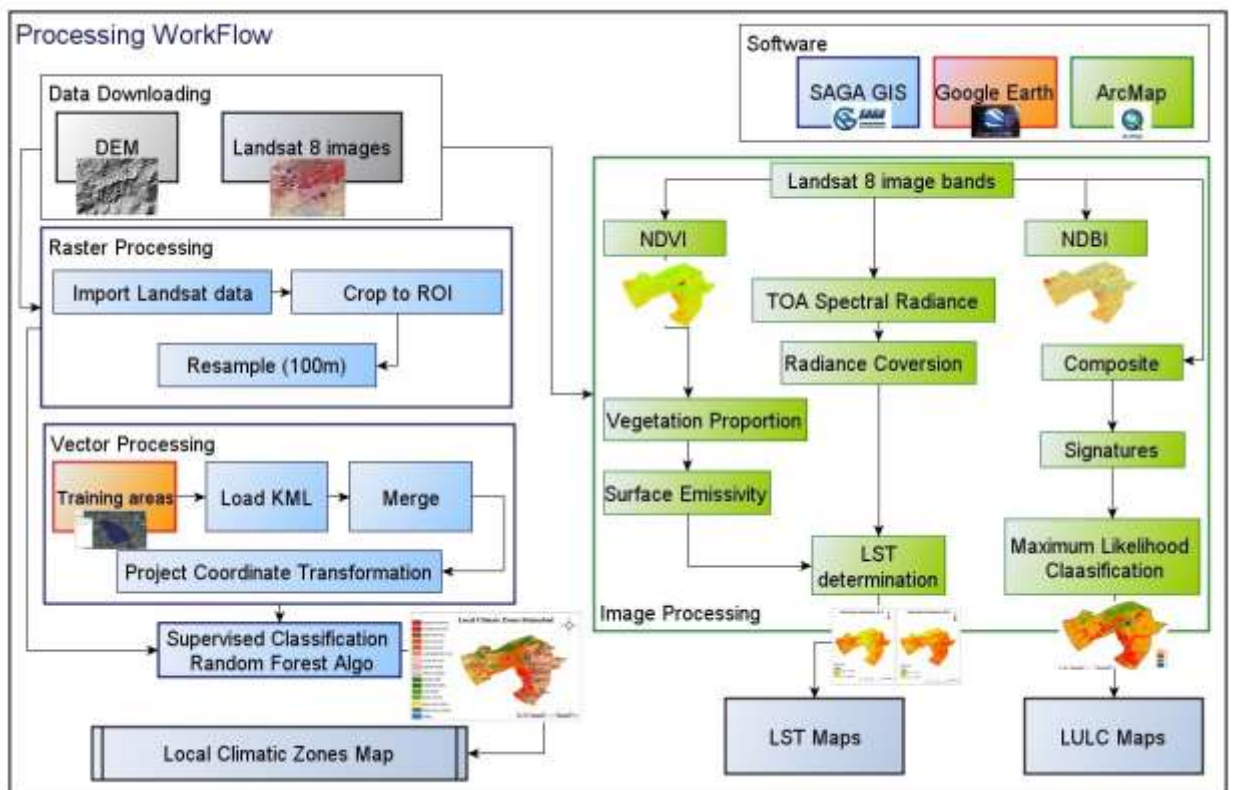 Processing WorkFlow
Software
SAGA GIS
SAGA
Google Earth
ArcMap
Data Downloading
DEM
Landsat 8 images
Raster Processing
Import Landsat data
Crop to ROI
Resample (100m)
Vector Processing
Training areas
Load KML
Merge
Project Coordinate Transformation
Supervised Classification
Random Forest Algo
Local Climatic Zones Map
Landsat 8 image bands
NDVI
NDBI
TOA Spectral Radiance
Radiance Coversion
Composite
Vegetation Proportion
Signatures
Surface Emissivity
LST
determination
Maximum Likelihood
Claasification
Image Processing
LST Maps
LULC Maps